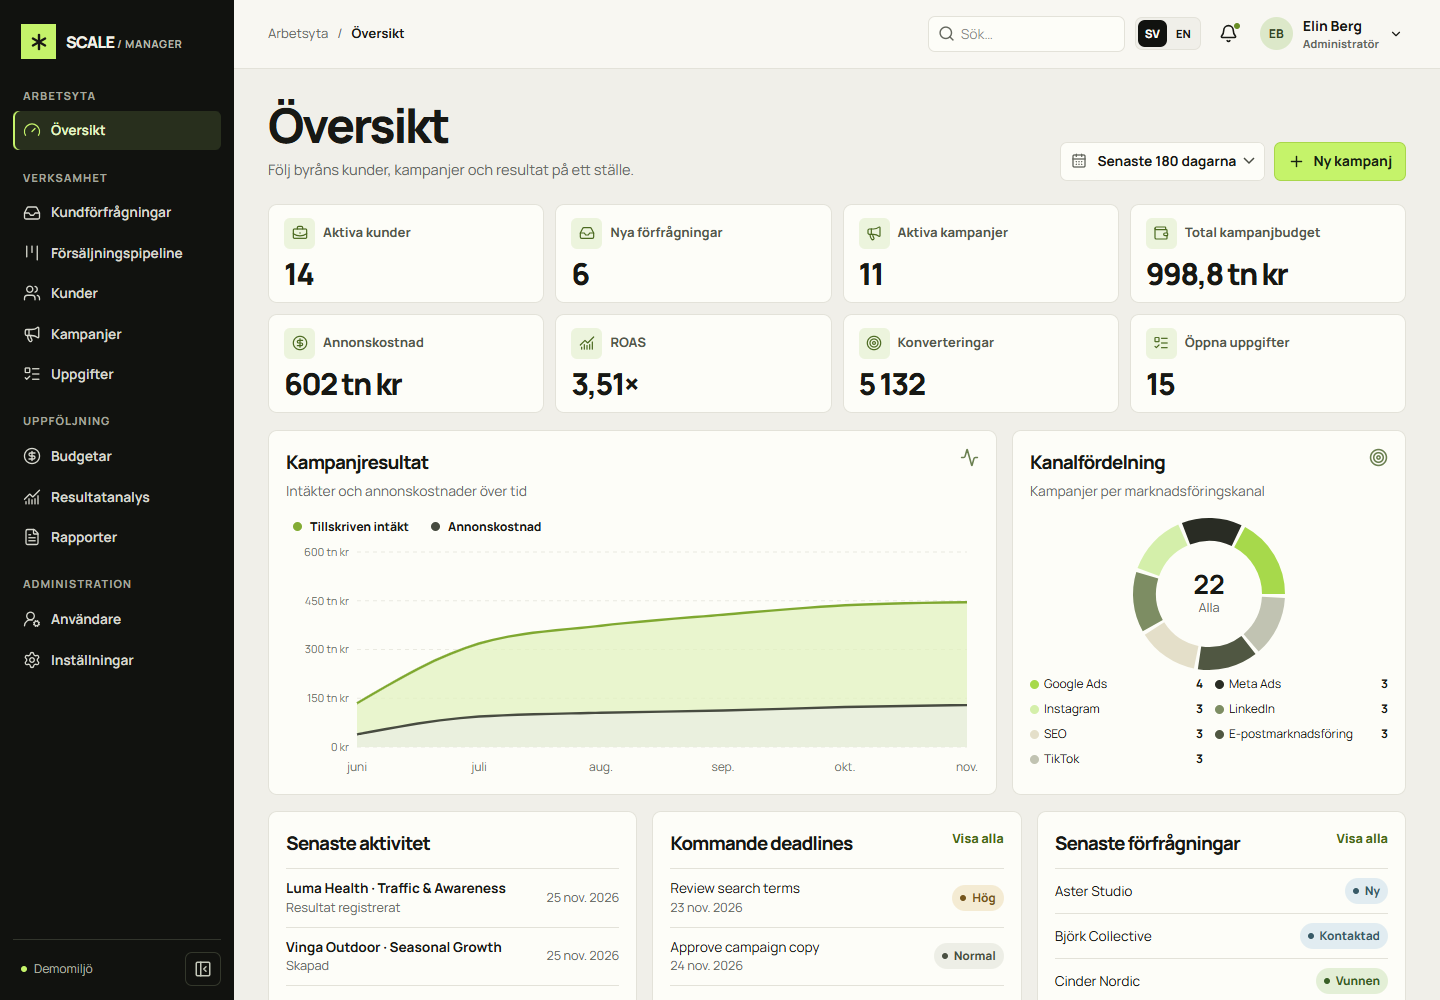 SCALE / MANAGER
ARBETSYTA
Översikt
VERKSAMHET
Kundförfrågningar
Försäljningspipeline
Kunder
Kampanjer
Uppgifter
UPPFÖLJNING
Budgetar
Resultatanalys
Rapporter
ADMINISTRATION
Användare
Inställningar
Demomiljö
Arbetsyta / Översikt
Sök...
SV EN
EB
Elin Berg
Administratör
Översikt
Följ byråns kunder, kampanjer och resultat på ett ställe.
Senaste 180 dagarna
Ny kampanj
Aktiva kunder
14
Nya förfrågningar
6
Aktiva kampanjer
11
Total kampanjbudget
998,8 tn kr
Annonskostnad
602 tn kr
ROAS
3,51×
Konverteringar
5 132
Öppna uppgifter
15
Kampanjresultat
Intäkter och annonskostnader över tid
Tillskriven intäkt Annonskostnad
600 tn kr
450 tn kr
300 tn kr
150 tn kr
0 kr
juni juli aug. sep. okt. nov.
Kanalfördelning
Kampanjer per marknadsföringskanal
22
Alla
Google Ads 4 Meta Ads 3
Instagram 3 LinkedIn 3
SEO 3 E-postmarknadsföring 3
TikTok 3
Senaste aktivitet
Luma Health · Traffic & Awareness
Resultat registrerat
25 nov. 2026
Vinga Outdoor · Seasonal Growth
Skapad
25 nov. 2026
Kommande deadlines
Visa alla
Review search terms
23 nov. 2026
Hög
Approve campaign copy
24 nov. 2026
Normal
Senaste förfrågningar
Visa alla
Aster Studio
Ny
Björk Collective
Kontaktad
Cinder Nordic
Vunnen